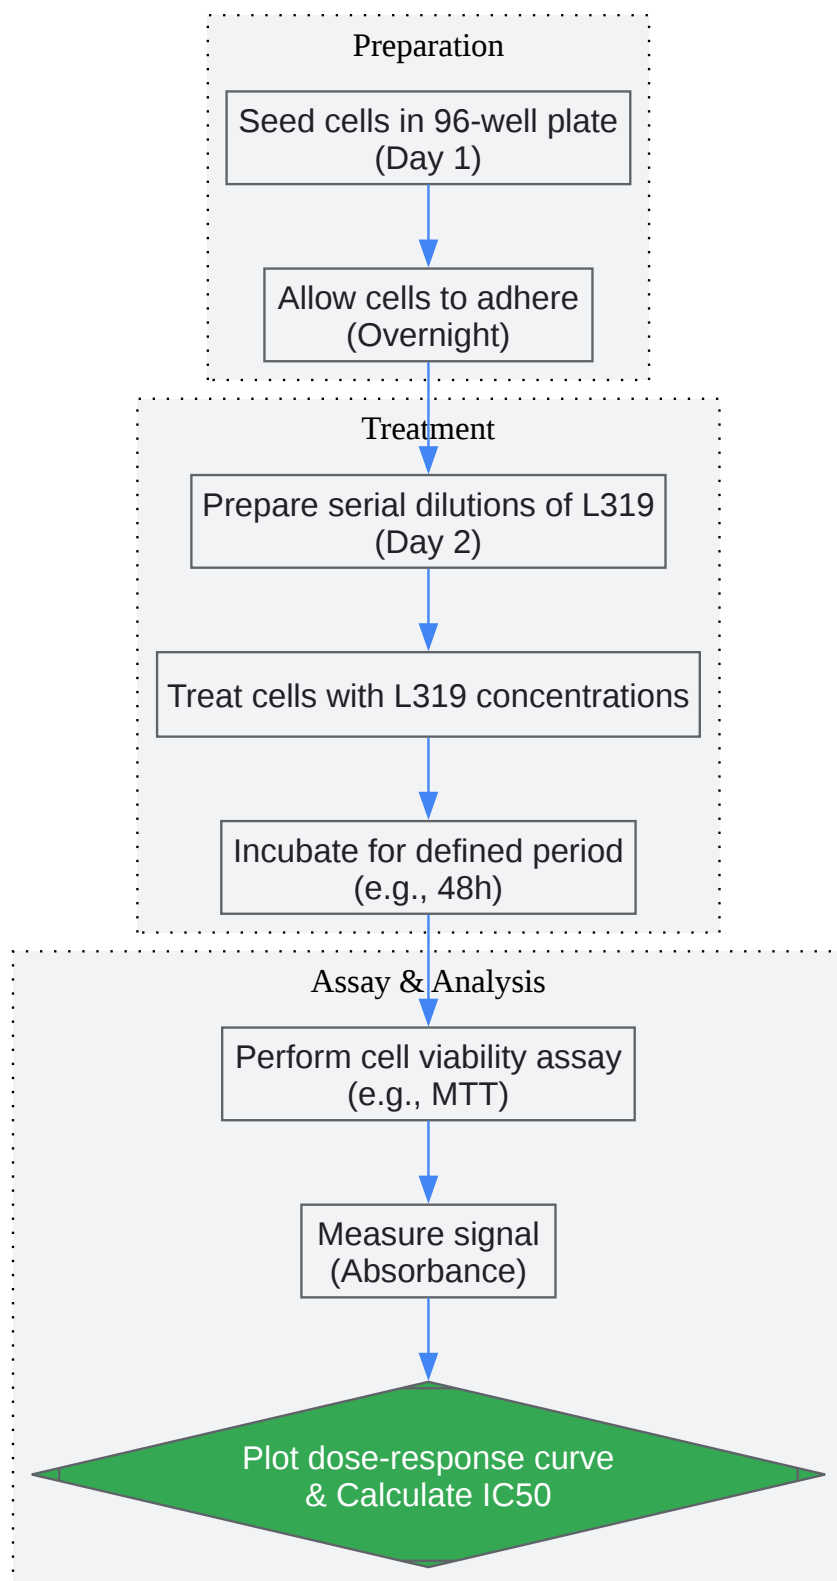 Preparation
Seed cells in 96-well plate
(Day 1)
Allow cells to adhere
(Overnight)
Treatment
Prepare serial dilutions of L319
(Day 2)
Treat cells with L319 concentrations
Incubate for defined period
(e.g., 48h)
Assay & Analysis
Perform cell viability assay
(e.g., MTT)
Measure signal
(Absorbance)
Plot dose-response curve
& Calculate IC50